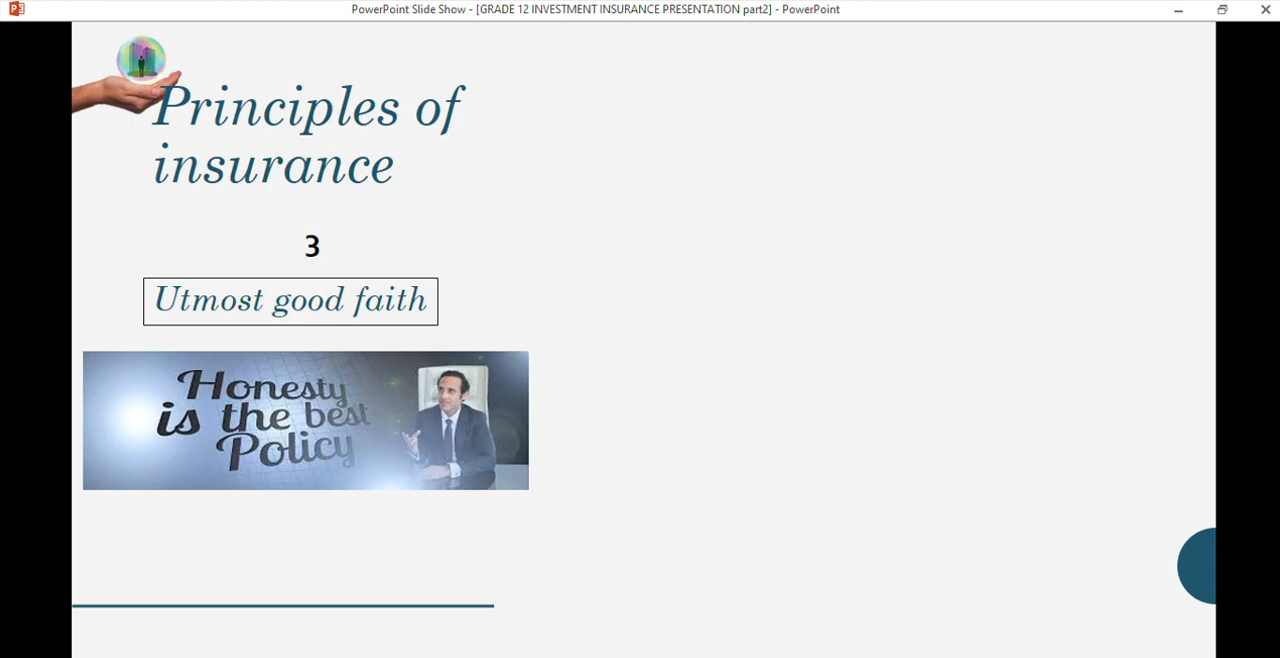 PowerPoint Slide Show - [GRADE 12 INVESTMENT INSURANCE PRESENTATION part2] - PowerPoint
Principles of
insurance
3
Utmost good faith
Honesty
is the best
Policy